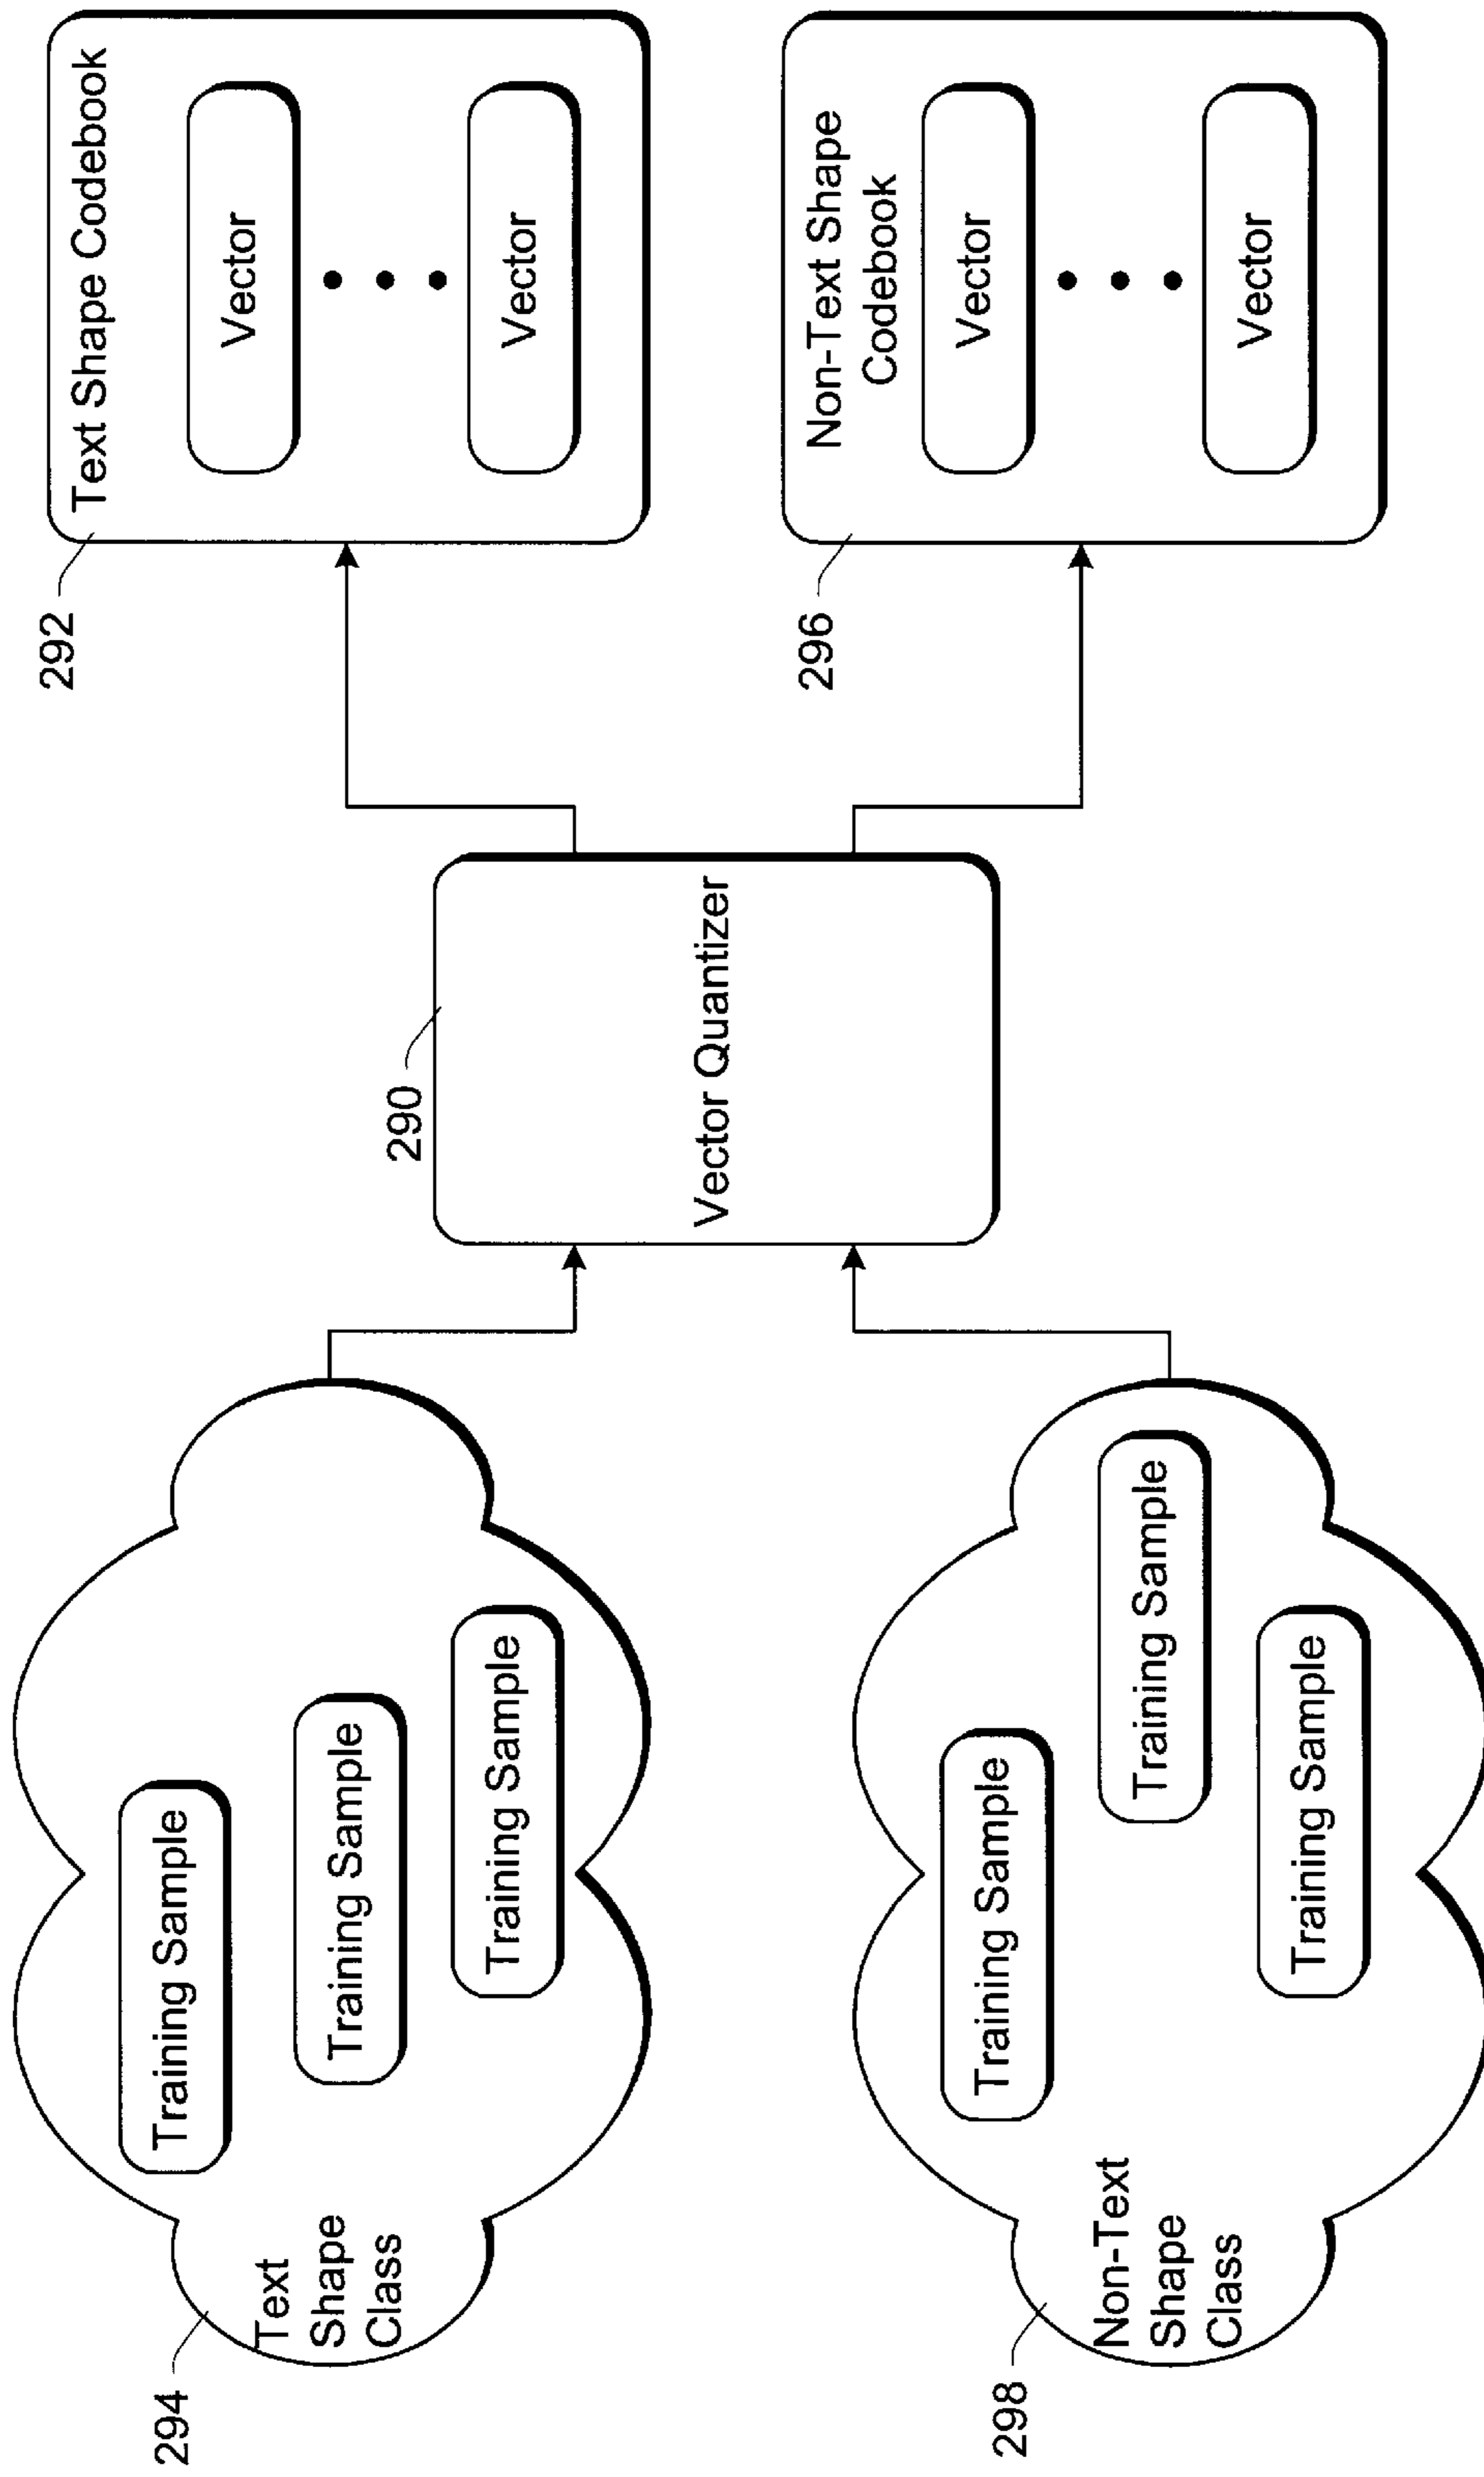 294
Text
Shape
Class
Training Sample
Training Sample
Training Sample
298
Non-Text
Shape
Class
Training Sample
Training Sample
Training Sample
290
Vector Quantizer
292
Text Shape Codebook
Vector
Vector
296
Non-Text Shape
Codebook
Vector
Vector